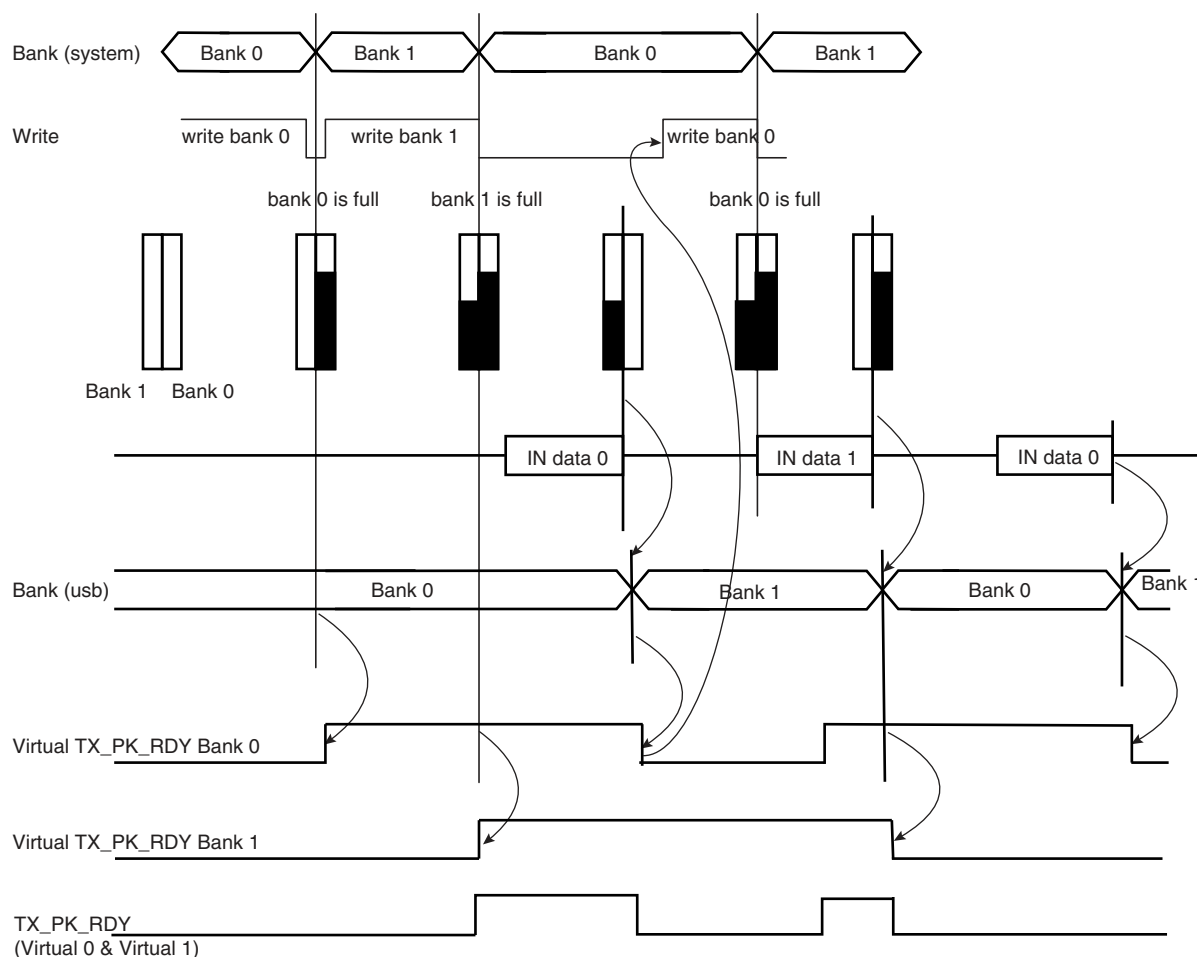 Bank (system)
Bank 0
Bank 1
Bank 0
Bank 1
Write
write bank 0
write bank 1
write bank 0
bank 0 is full
bank 1 is full
bank 0 is full
Bank 1
Bank 0
IN data 0
IN data 1
IN data 0
Bank (usb)
Bank 0
Bank 1
Bank 0
Bank 1
Virtual TX_PK_RDY Bank 0
Virtual TX_PK_RDY Bank 1
TX_PK_RDY
(Virtual 0 & Virtual 1)